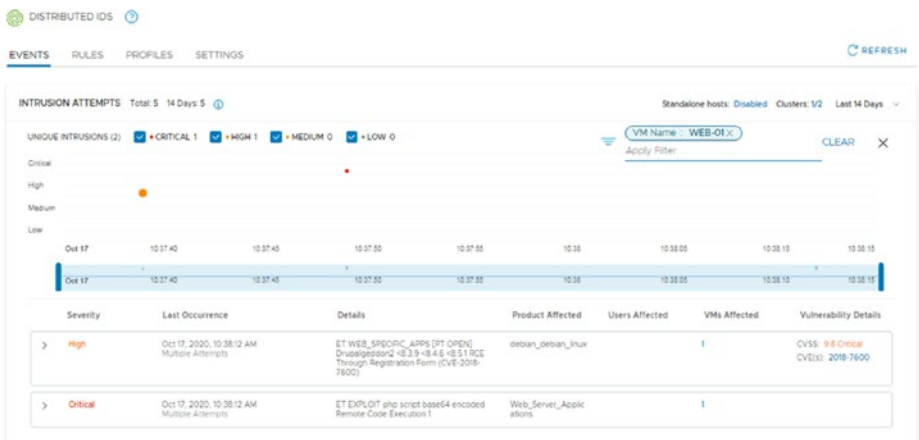 DISTRIBUTED IDS
EVENTS RULES PROFILES SETTINGS REFRESH
INTRUSION ATTEMPTS Total: 5 14 Days: 5 Standalone hosts: Disabled Clusters: 1/2 Last 14 Days
UNIQUE INTRUSIONS (2) CRITICAL 1 HIGH 1 MEDIUM 0 LOW 0 VM Name : WEB-01 CLEAR
Apply Filter
Critical
High
Medium
Low
Oct 17 10:37:40 10:37:45 10:37:50 10:37:55 10:38 10:38:05 10:38:10 10:38:15
Oct 17 10:37:40 10:37:45 10:37:50 10:37:55 10:38 10:38:05 10:38:10 10:38:15
Severity Last Occurrence Details Product Affected Users Affected VMs Affected Vulnerability Details
High Oct 17, 2020, 10:38:12 AM ET WEB_SPECIFIC_APPS [PT OPEN] debian_debian_linux 1 CVSS: 9.8 Critical
Multiple Attempts Drupalgeddon2 <8.3.9 <8.4.6 <8.5.1 RCE CVE(s): 2018-7600
Through Registration Form (CVE-2018-
7600)
Critical Oct 17, 2020, 10:38:12 AM ET EXPLOIT php script base64 encoded Web_Server_Applic 1
Multiple Attempts Remote Code Execution 1 ations